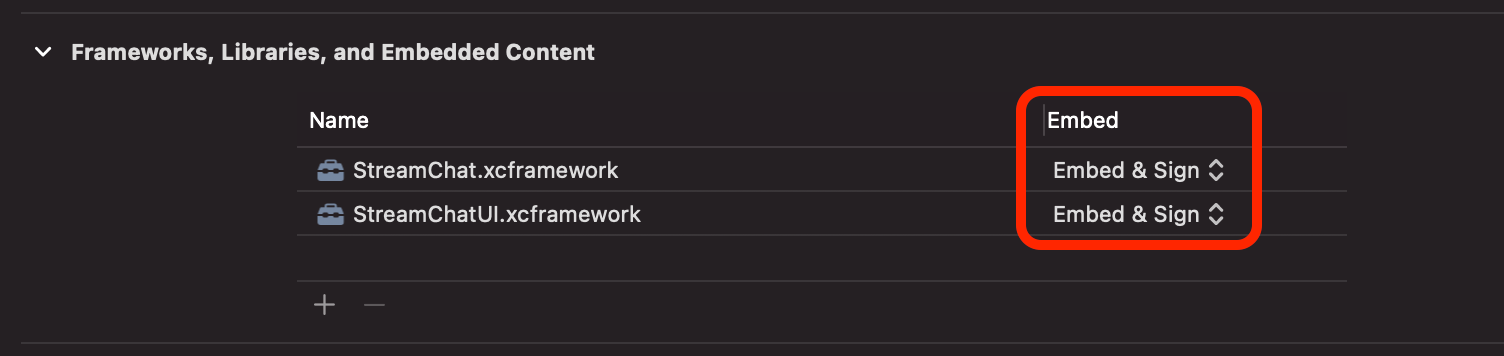 Frameworks, Libraries, and Embedded Content
Name Embed
StreamChat.xcframework Embed & Sign
StreamChatUI.xcframework Embed & Sign